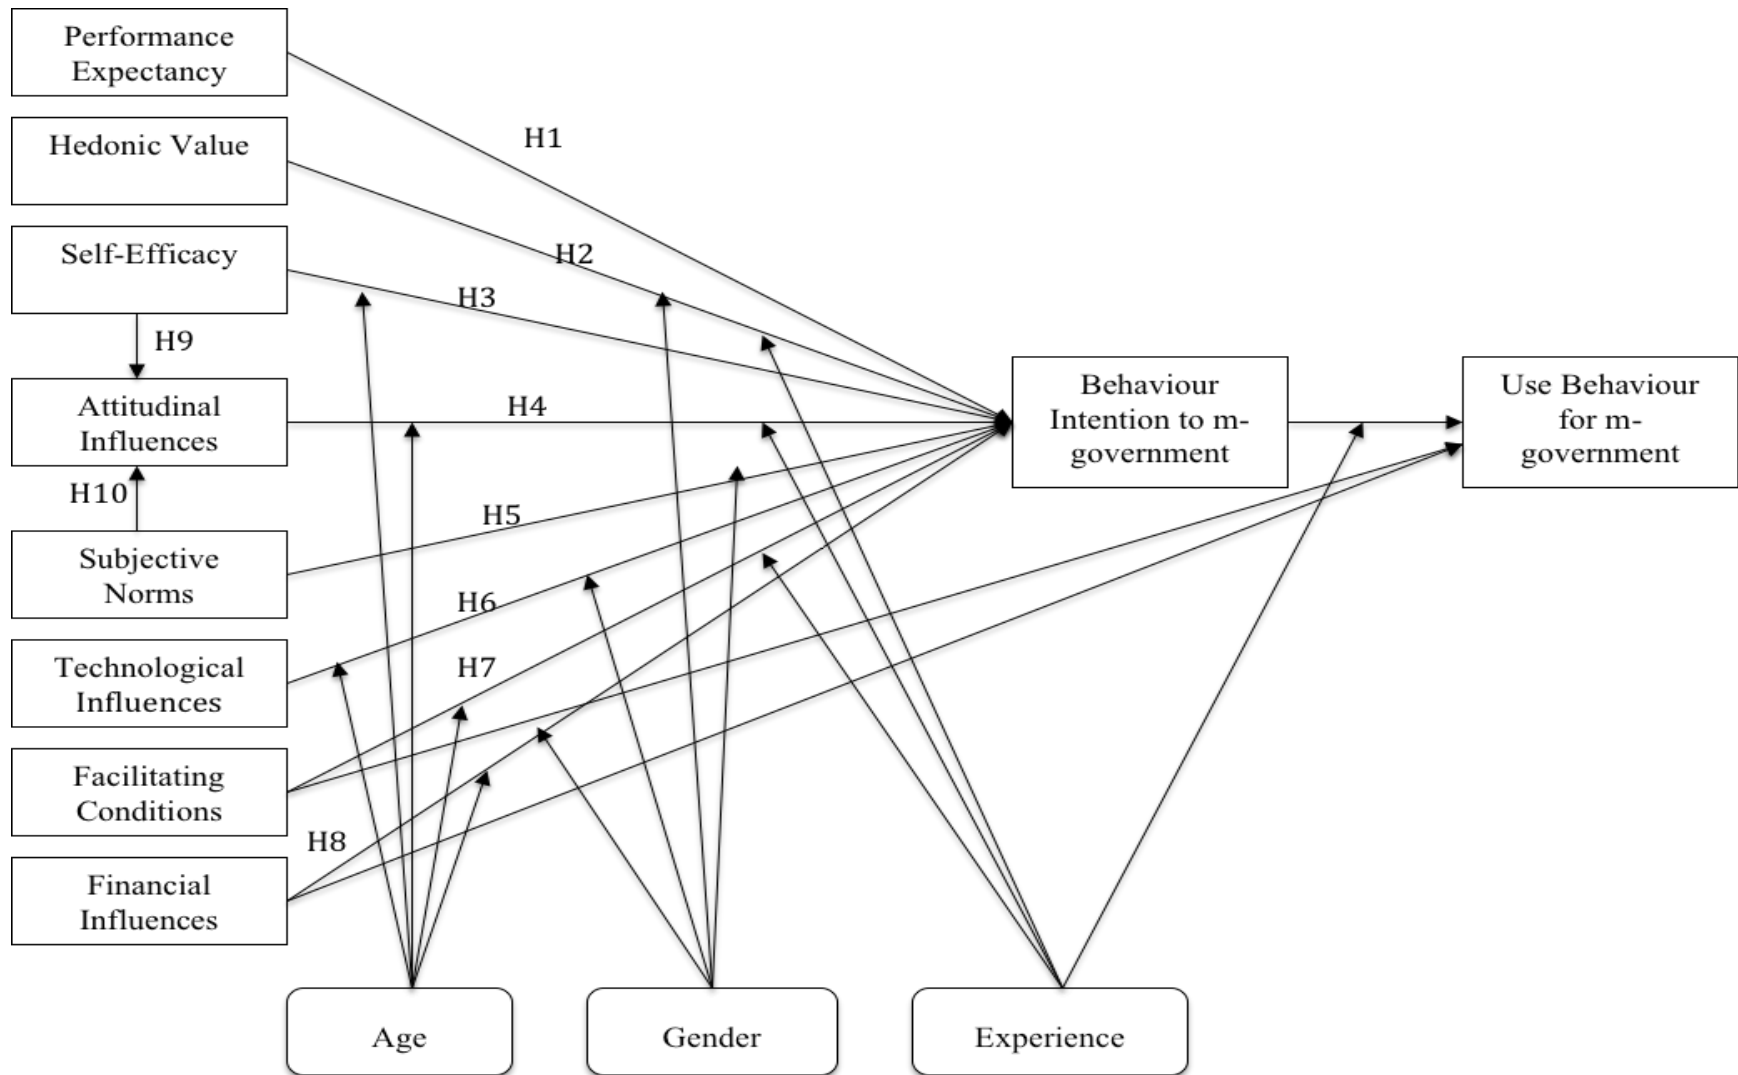 Performance
Expectancy
H1
Hedonic Value
H2
Self-Efficacy
H3
H9
Attitudinal
Influences
H4
Behaviour
Intention to m-
government
Use Behaviour
for m-
government
H10
H5
Subjective
Norms
H6
Technological
Influences
H7
Facilitating
Conditions
H8
Financial
Influences
Age
Gender
Experience